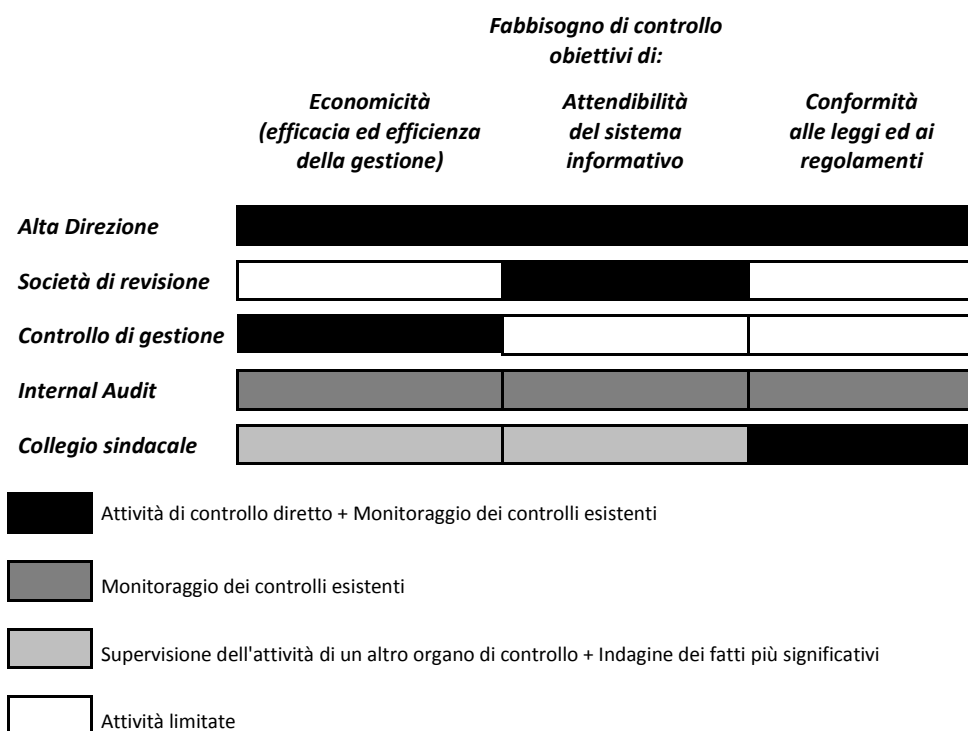 Fabbisogno di controllo
obiettivi di:
Economicità
(efficacia ed efficienza
della gestione)
Attendibilità
del sistema
informativo
Conformità
alle leggi ed ai
regolamenti
Alta Direzione
Società di revisione
Controllo di gestione
Internal Audit
Collegio sindacale
Attività di controllo diretto + Monitoraggio dei controlli esistenti
Monitoraggio dei controlli esistenti
Supervisione dell'attività di un altro organo di controllo + Indagine dei fatti più significativi
Attività limitate